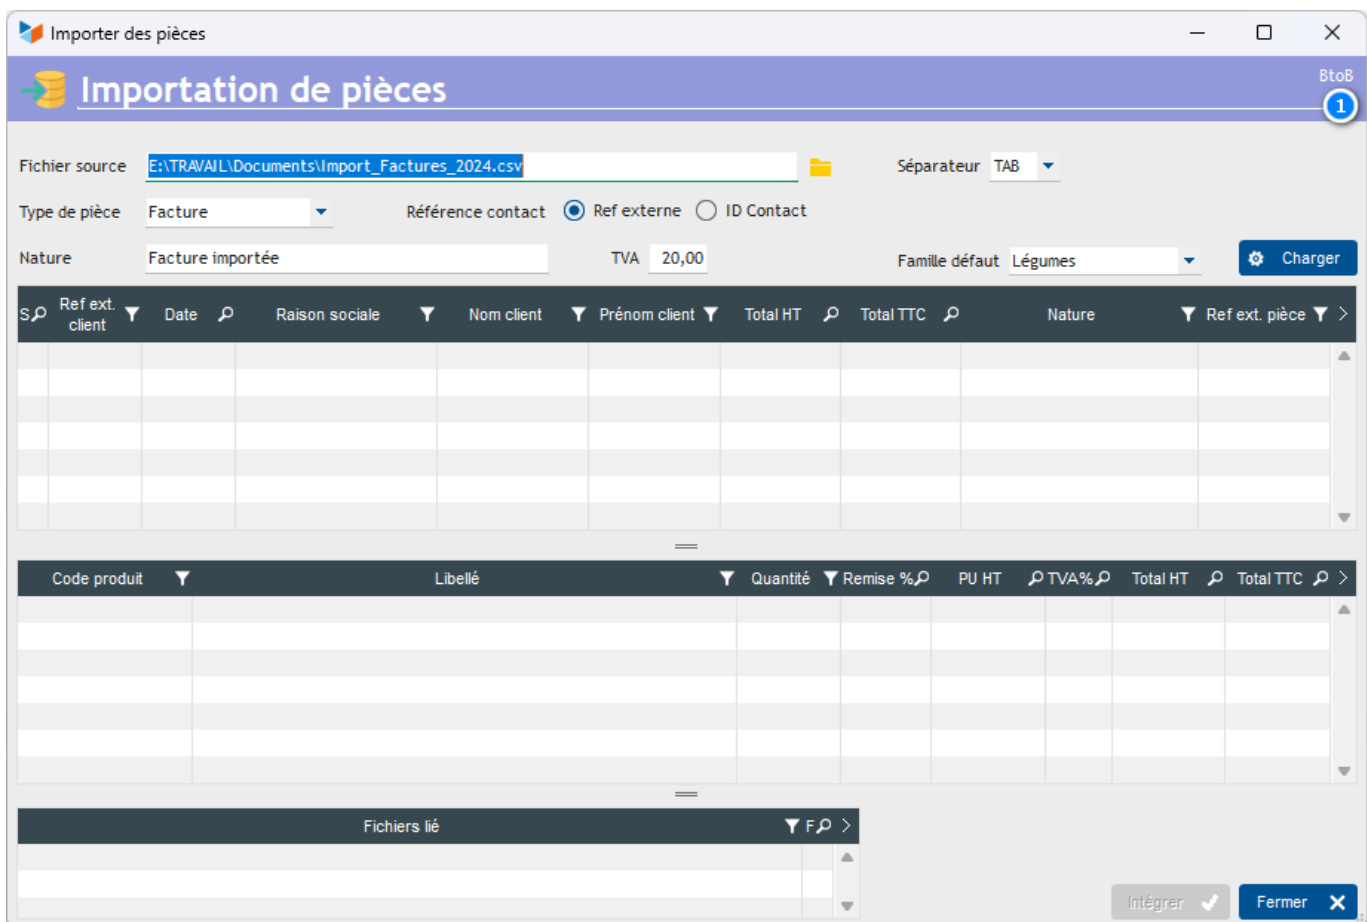 Importer des pièces
Importation de pièces
BtoB
1
Fichier source E:\TRAVAIL\Documents\Import_Factures_2024.csv Séparateur TAB
Type de pièce Facture Référence contact Ref externe ID Contact
Nature Facture importée TVA 20,00 Famille défaut Légumes Charger
S Ref ext. client Date Raison sociale Nom client Prénom client Total HT Total TTC Nature Ref ext. pièce
Code produit Libellé Quantité Remise % PU HT TVA% Total HT Total TTC
Fichiers lié F
Intégrer Fermer